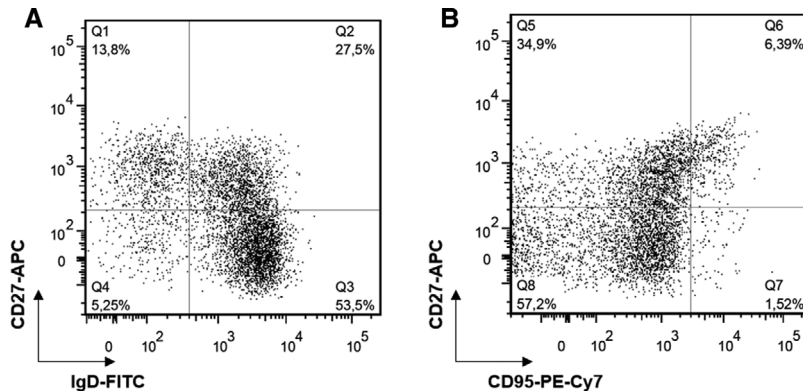 A
Q1
13,8%
Q2
27,5%
10^5
10^4
10^3
10^2
0
Q4
5,25%
Q3
53,5%
0 10^2 10^3 10^4 10^5
CD27-APC
IgD-FITC
B
Q5
34,9%
Q6
6,39%
10^5
10^4
10^3
10^2
0
Q8
57,2%
Q7
1,52%
0 10^2 10^3 10^4 10^5
CD27-APC
CD95-PE-Cy7